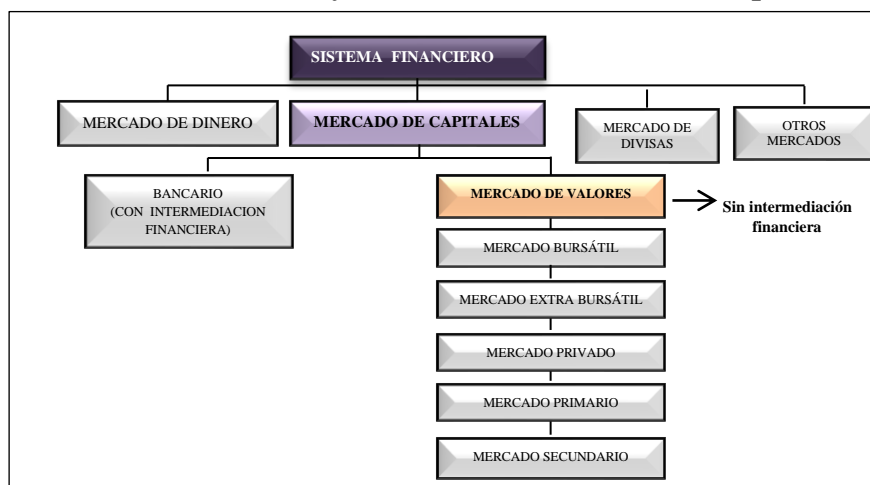 SISTEMA FINANCIERO
MERCADO DE DINERO
MERCADO DE CAPITALES
MERCADO DE
DIVISAS
OTROS
MERCADOS
BANCARIO
(CON INTERMEDIACION
FINANCIERA)
MERCADO DE VALORES
Sin intermediación
financiera
MERCADO BURSÁTIL
MERCADO EXTRA BURSÁTIL
MERCADO PRIVADO
MERCADO PRIMARIO
MERCADO SECUNDARIO